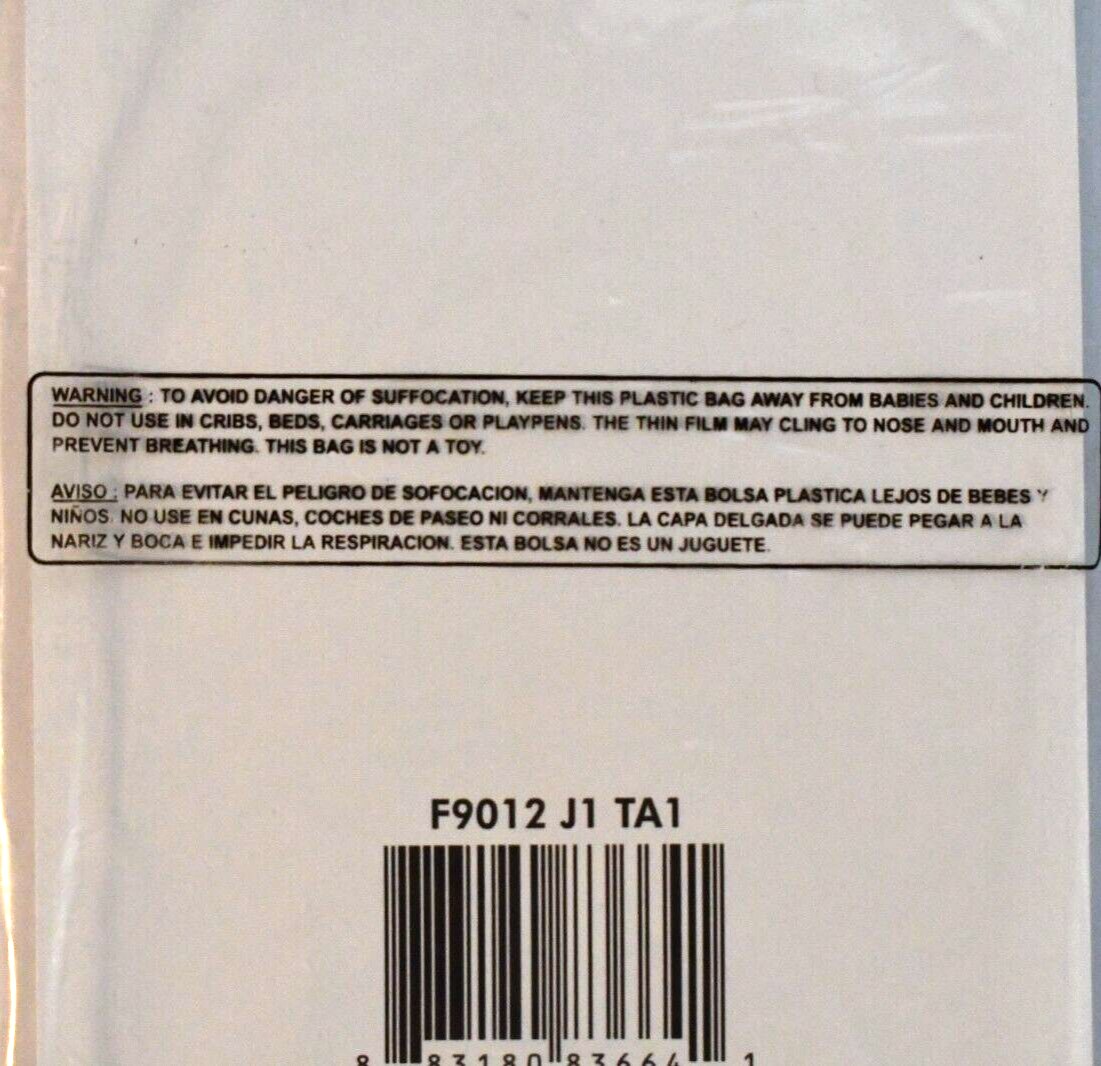 WARNING : TO AVOID DANGER OF SUFFOCATION, KEEP THIS PLASTIC BAG AWAY FROM BABIES AND CHILDREN.
DO NOT USE IN CRIBS, BEDS, CARRIAGES OR PLAYPENS. THE THIN FILM MAY CLING TO NOSE AND MOUTH AND
PREVENT BREATHING. THIS BAG IS NOT A TOY.
AVISO : PARA EVITAR EL PELIGRO DE SOFOCACION, MANTENGA ESTA BOLSA PLASTICA LEJOS DE BEBES Y
NIÑOS. NO USE EN CUNAS, COCHES DE PASEO NI CORRALES. LA CAPA DELGADA SE PUEDE PEGAR A LA
NARIZ Y BOCA E IMPEDIR LA RESPIRACION. ESTA BOLSA NO ES UN JUGUETE.
F9012 J1 TA1
8 83180 83664 1